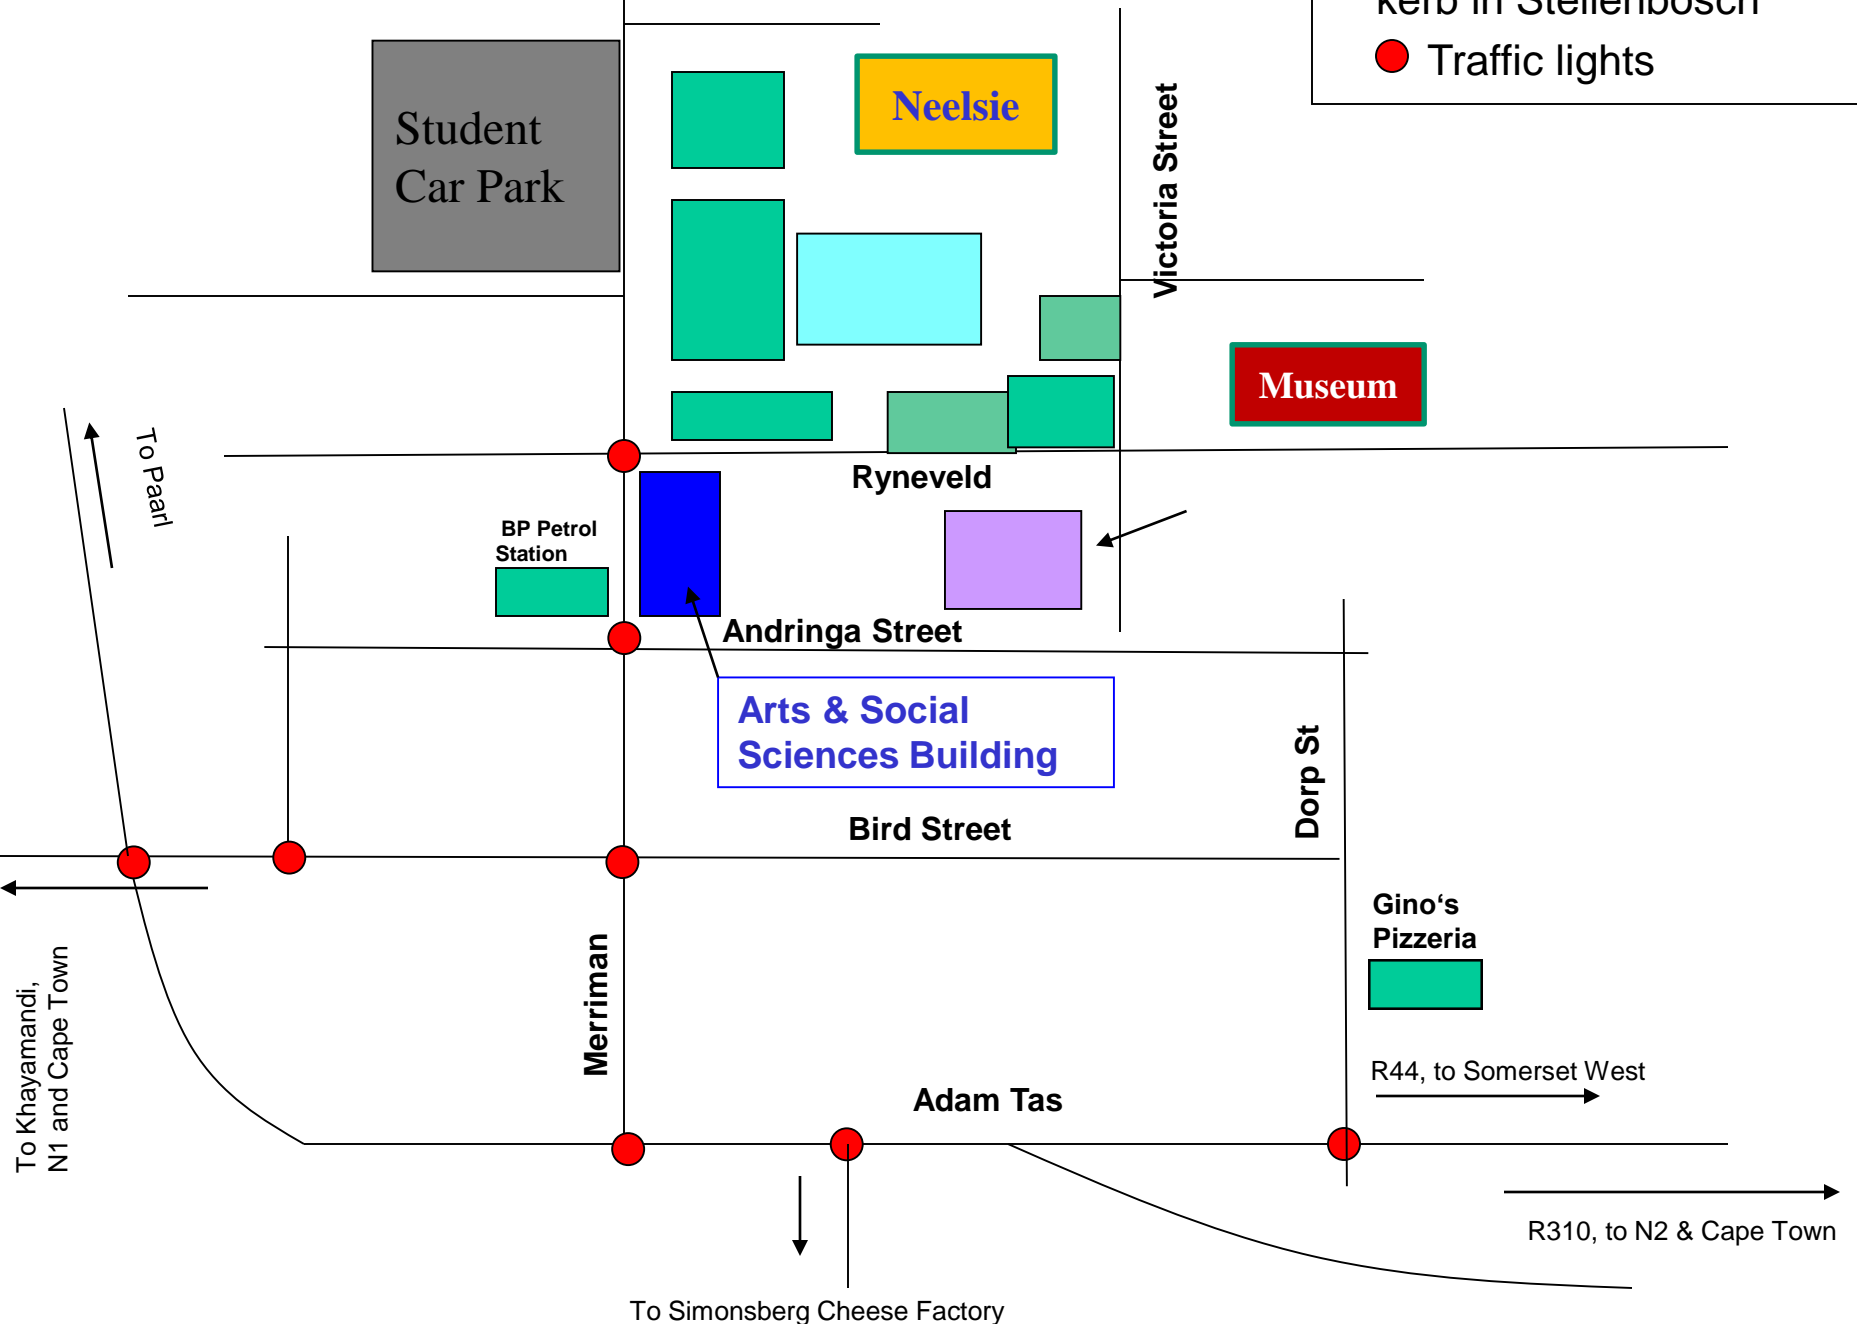 kerb in Stellenbosch
Traffic lights
Student
Car Park
Neelsie
Victoria Street
Museum
To Paarl
Ryneveld
BP Petrol
Station
Andringa Street
Arts & Social
Sciences Building
Dorp St
Bird Street
Gino‘s
Pizzeria
Merriman
To Khayamandi,
N1 and Cape Town
R44, to Somerset West
Adam Tas
R310, to N2 & Cape Town
To Simonsberg Cheese Factory